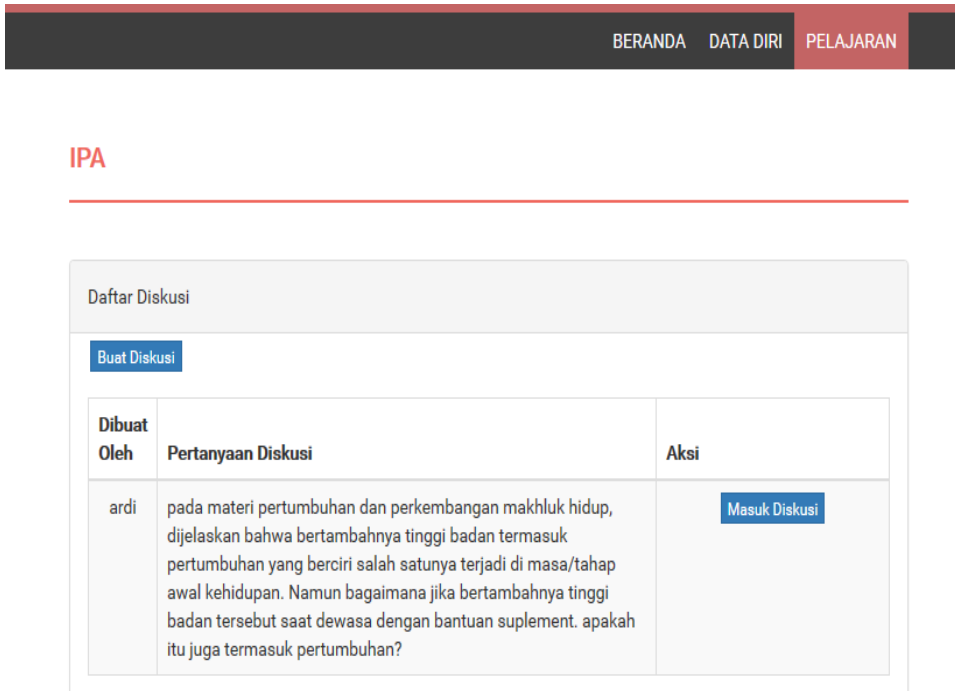 BERANDA DATA DIRI PELAJARAN
IPA
Daftar Diskusi
Buat Diskusi
Dibuat
Oleh Pertanyaan Diskusi Aksi
ardi pada materi pertumbuhan dan perkembangan makhluk hidup, Masuk Diskusi
dijelaskan bahwa bertambahnya tinggi badan termasuk
pertumbuhan yang berciri salah satunya terjadi di masa/tahap
awal kehidupan. Namun bagaimana jika bertambahnya tinggi
badan tersebut saat dewasa dengan bantuan suplement. apakah
itu juga termasuk pertumbuhan?